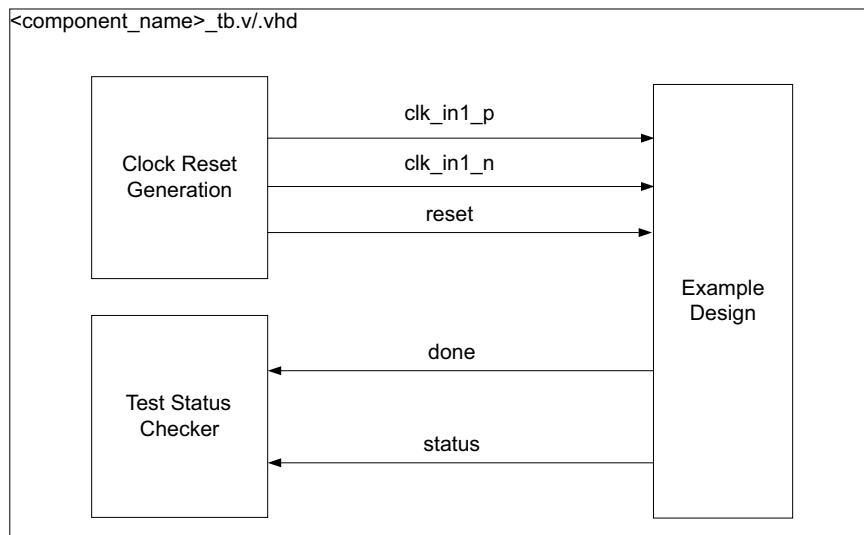 <component_name>_tb.v/.vhd
clk_in1_p
Clock Reset
Generation
clk_in1_n
reset
Example
Design
done
Test Status
Checker
status